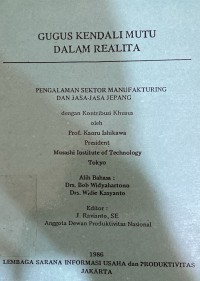 GUGUS KENDALI MUTU
DALAM REALITA
PENGALAMAN SEKTOR MANUFAKTURING
DAN JASA-JASA JEPANG
dengan Kontribusi Khusus
oleh
Prof. Kaoru Ishikawa
President
Musashi Institute of Technology
Tokyo
Alih Bahasa :
Drs. Bob Widyahartono
Drs. Widie Kasyanto
Editor :
J. Ravianto, SE
Anggota Dewan Produktivitas Nasional
1986
LEMBAGA SARANA INFORMASI USAHA dan PRODUKTIVITAS
JAKARTA